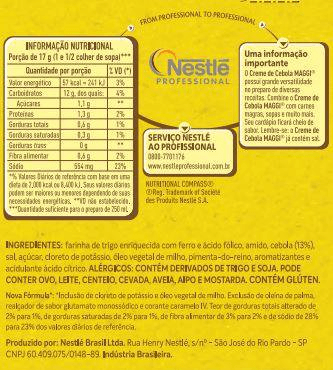 FROM PROFESSIONAL TO PROFESSIONAL
INFORMAÇÃO NUTRICIONAL
Porção de 17 g (1 e 1/2 colher de sopa)***
Quantidade por porção % VD (*)
Valor energético 57 kcal = 241 kJ 3%
Carboidratos 12 g, dos quais: 4%
Açúcares 1,1 g **
Proteínas 1,3 g 2%
Gorduras totais 0,6 g 1%
Gorduras saturadas 0,3 g 1%
Gorduras trans 0 g **
Fibra alimentar 0,6 g 2%
Sódio 554 mg 23%
*% Valores Diários de referência com base em uma
dieta de 2.000 kcal ou 8.400 kJ. Seus valores diários
podem ser maiores ou menores dependendo de suas
necessidades energéticas. **VD não estabelecido.
***Quantidade suficiente para o preparo de 250 mL.
Nestlé
PROFESSIONAL
SERVIÇO NESTLÉ
AO PROFISSIONAL
0800-7701176
www.nestleprofessional.com.br
NUTRITIONAL COMPASS®
®Reg. Trademark of Société
des Produits Nestlé S.A.
Uma informação
importante
O Creme de Cebola MAGGI®
possui grande versatilidade
no preparo de diversas
receitas. Combine o Creme de
Cebola MAGGI® com carnes
magras, sopas e muito mais.
Seu cardápio ficará cheio de
sabor. Lembre-se: o Creme de
Cebola MAGGI® já contém sal.
INGREDIENTES: farinha de trigo enriquecida com ferro e ácido fólico, amido, cebola (13%),
sal, açúcar, cloreto de potássio, óleo vegetal de milho, pimenta-do-reino, aromatizantes e
acidulante ácido cítrico. ALÉRGICOS: CONTÉM DERIVADOS DE TRIGO E SOJA. PODE
CONTER OVO, LEITE, CENTEIO, CEVADA, AVEIA, AIPO E MOSTARDA. CONTÉM GLÚTEN.
Nova Fórmula*: *Inclusão de cloreto de potássio e óleo vegetal de milho. Exclusão de oleína de palma,
realçador de sabor glutamato monossódico e corante caramelo IV. Teor de gorduras totais alterado de
2% para 1%, de gorduras saturadas de 2% para 1%, de fibra alimentar de 3% para 2% e de sódio de 28%
para 23% dos valores diários de referência.
Produzido por: Nestlé Brasil Ltda. Rua Henry Nestlé, s/nº – São José do Rio Pardo – SP
CNPJ 60.409.075/0148-89. Indústria Brasileira.